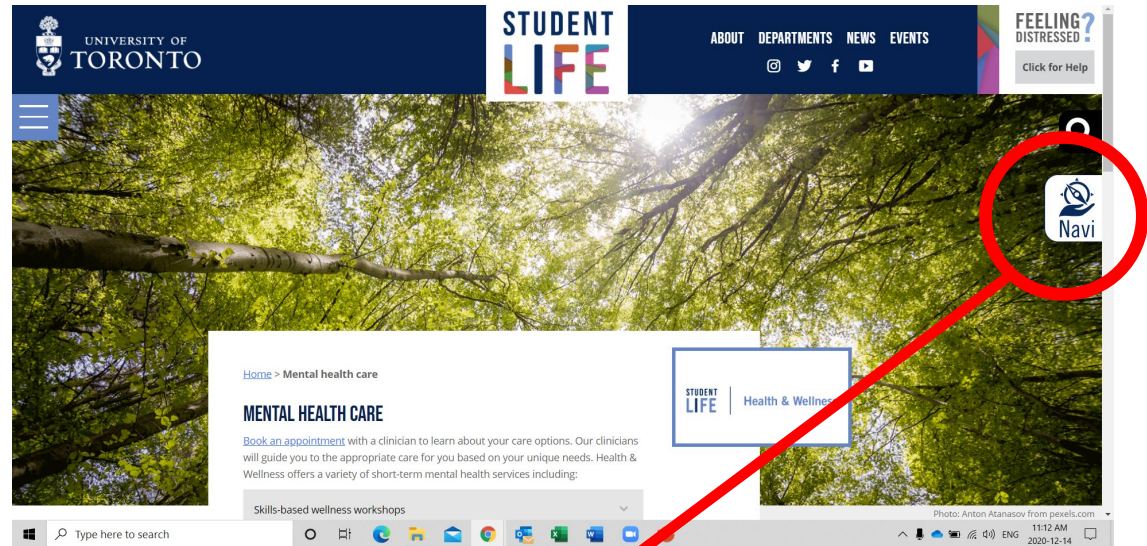 UNIVERSITY OF
TORONTO
STUDENT
LIFE
ABOUT DEPARTMENTS NEWS EVENTS
FEELING
DISTRESSED?
Click for Help
Navi
Home > Mental health care
MENTAL HEALTH CARE
Book an appointment with a clinician to learn about your care options. Our clinicians
will guide you to the appropriate care for you based on your unique needs. Health &
Wellness offers a variety of short-term mental health services including:
Skills-based wellness workshops
STUDENT
LIFE
Health & Wellness
Photo: Anton Atanasov from pexels.com
Type here to search
ENG
11:12 AM
2020-12-14